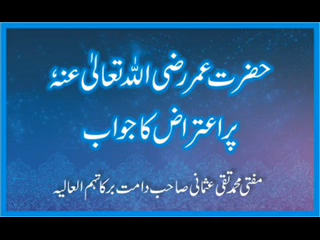 حضرت عمر رضی اللہ تعالیٰ عنہٗ
پر اعتراض کا جواب
مفتی محمد تقی عثمانی صاحب دامت برکاتہم العالیہ